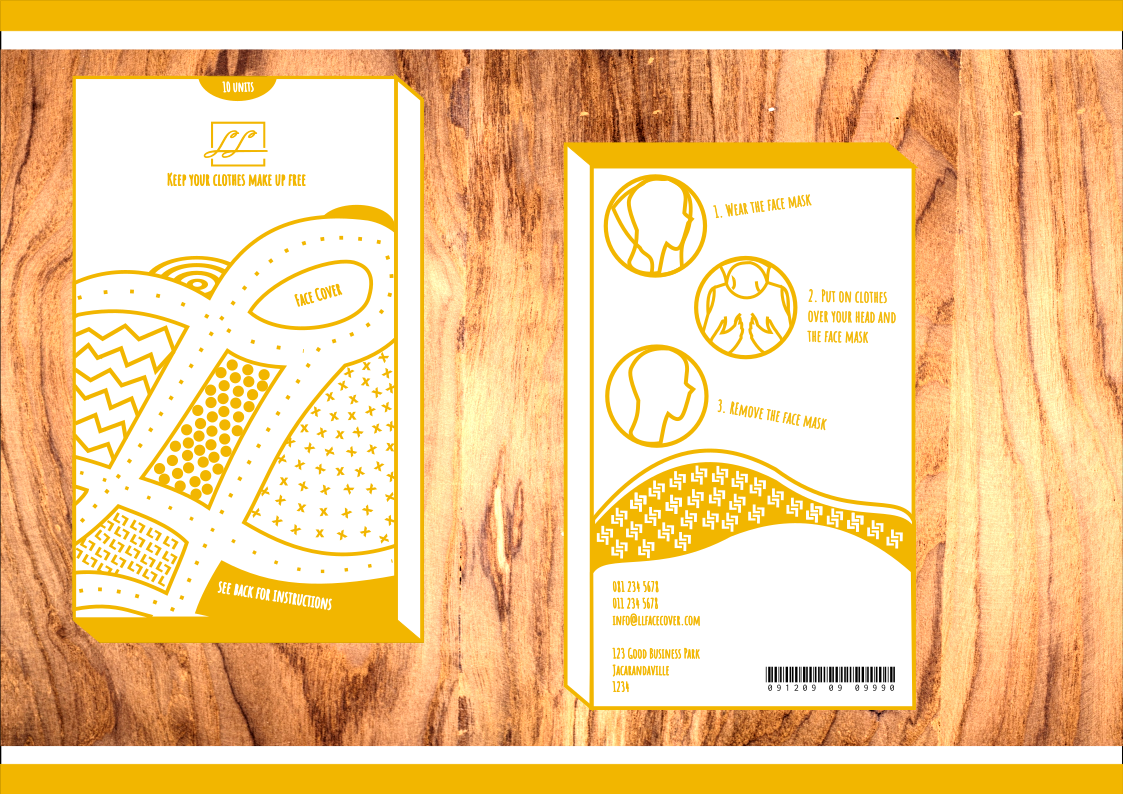 10 units
LL
Keep your clothes make up free
Face Cover
see back for instructions
1. Wear the face mask
2. Put on clothes
over your head and
the face mask
3. Remove the face mask
081 234 5678
011 234 5678
info@llfacecover.com
123 Good Business Park
Jacarandaville
1234
091209 09 09990